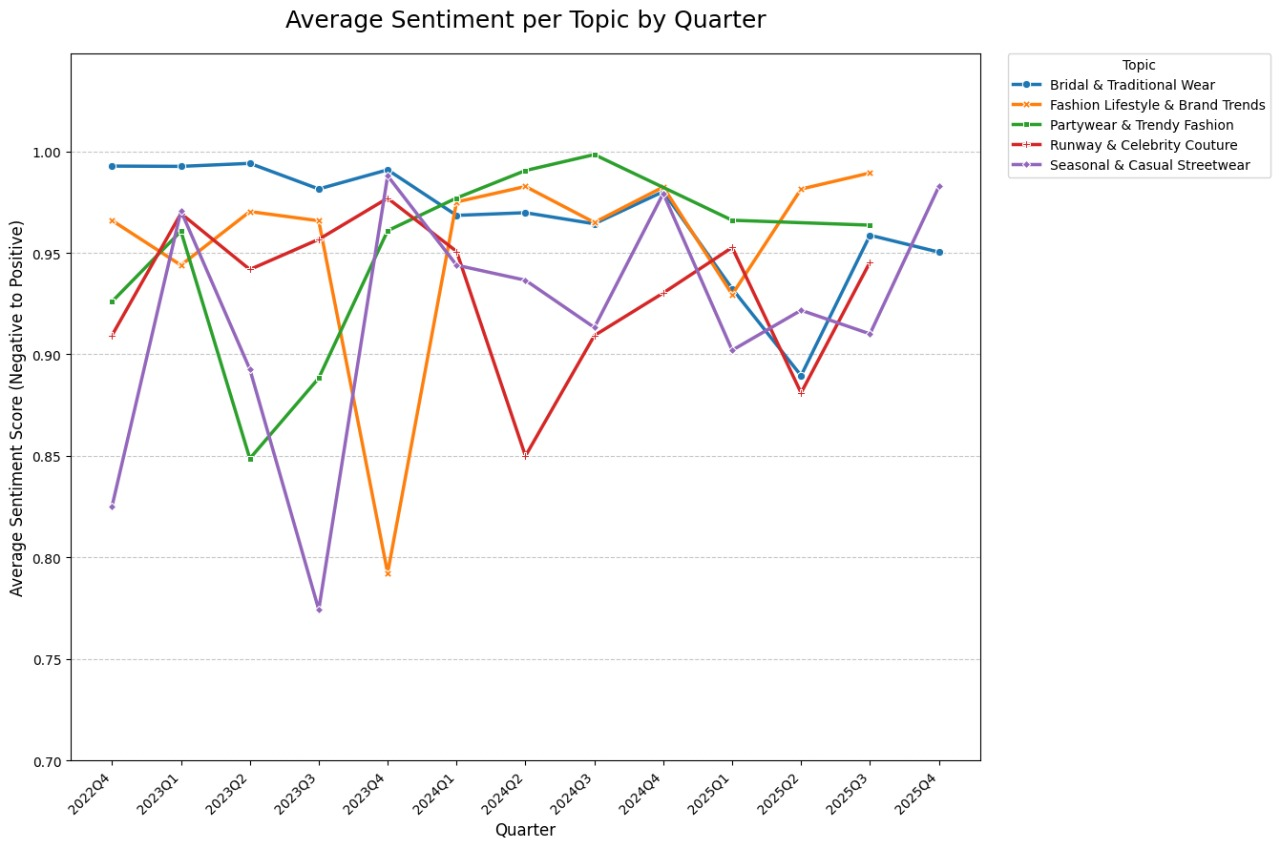 Average Sentiment per Topic by Quarter
Topic
Bridal & Traditional Wear
Fashion Lifestyle & Brand Trends
Partywear & Trendy Fashion
Runway & Celebrity Couture
Seasonal & Casual Streetwear
Average Sentiment Score (Negative to Positive)
1.00
0.95
0.90
0.85
0.80
0.75
0.70
2022Q4
2023Q1
2023Q2
2023Q3
2023Q4
2024Q1
2024Q2
2024Q3
2024Q4
2025Q1
2025Q2
2025Q3
2025Q4
Quarter